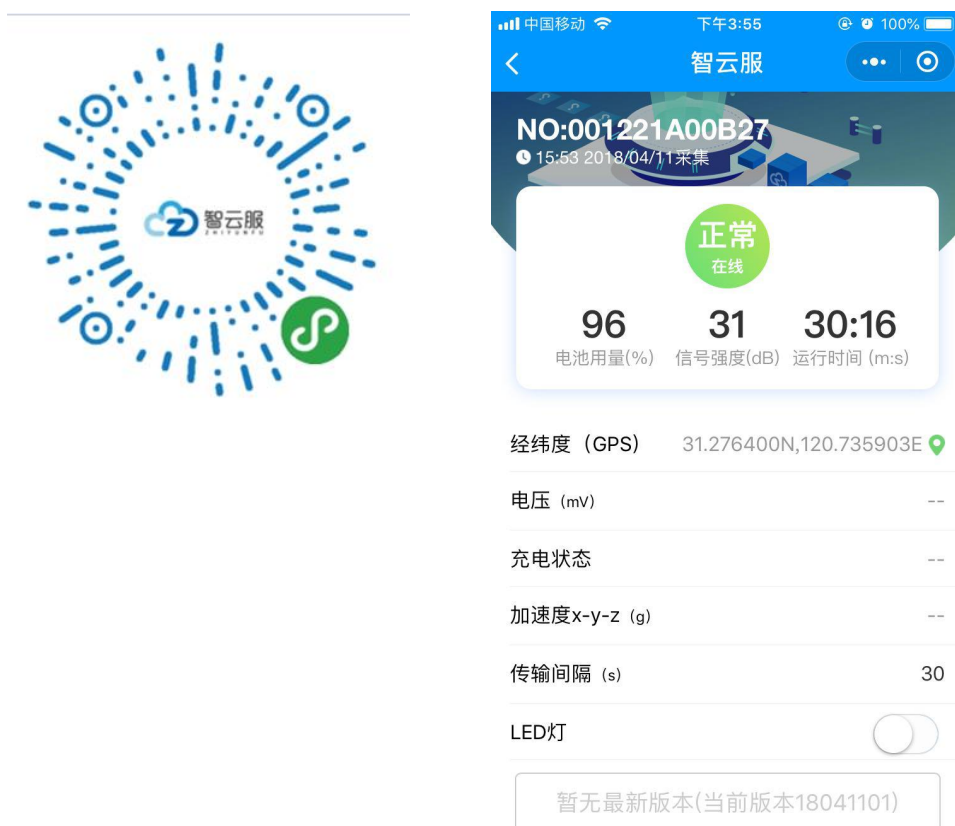 智云服
ZHIYUNFU
中国移动
下午3:55
100%
智云服
NO:001221A00B27
15:53 2018/04/11采集
正常
在线
96
31
30:16
电池用量(%)
信号强度(dB)
运行时间 (m:s)
经纬度（GPS） 31.276400N,120.735903E
电压（mV） --
充电状态 --
加速度x-y-z（g） --
传输间隔（s） 30
LED灯
暂无最新版本(当前版本18041101)